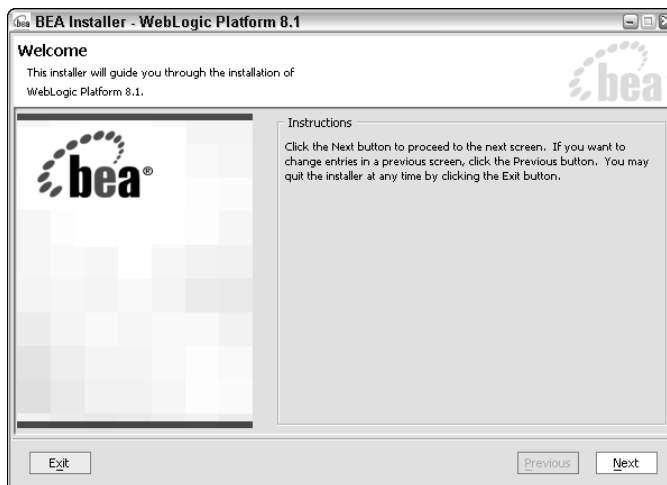 bea BEA Installer - WebLogic Platform 8.1
Welcome
This installer will guide you through the installation of
WebLogic Platform 8.1.
bea
bea®
Instructions
Click the Next button to proceed to the next screen. If you want to
change entries in a previous screen, click the Previous button. You may
quit the installer at any time by clicking the Exit button.
Exit
Previous
Next